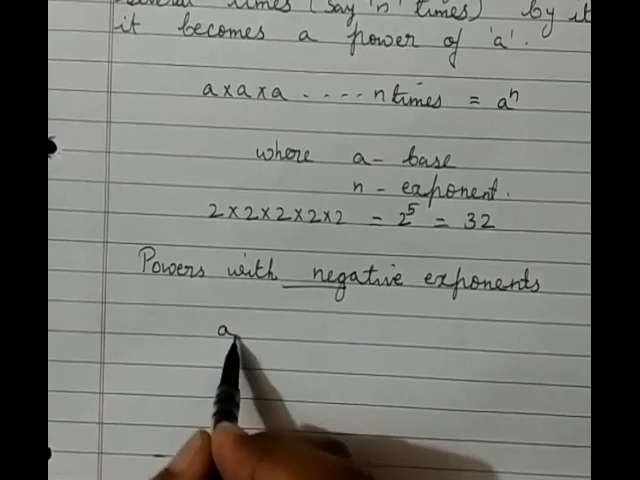 times (say 'n' times) by it
it becomes a power of 'a'.
a×a×a ..... n times = aⁿ
where a - base
n - exponent.
2×2×2×2×2 = 2⁵ = 32
Powers with negative exponents
a